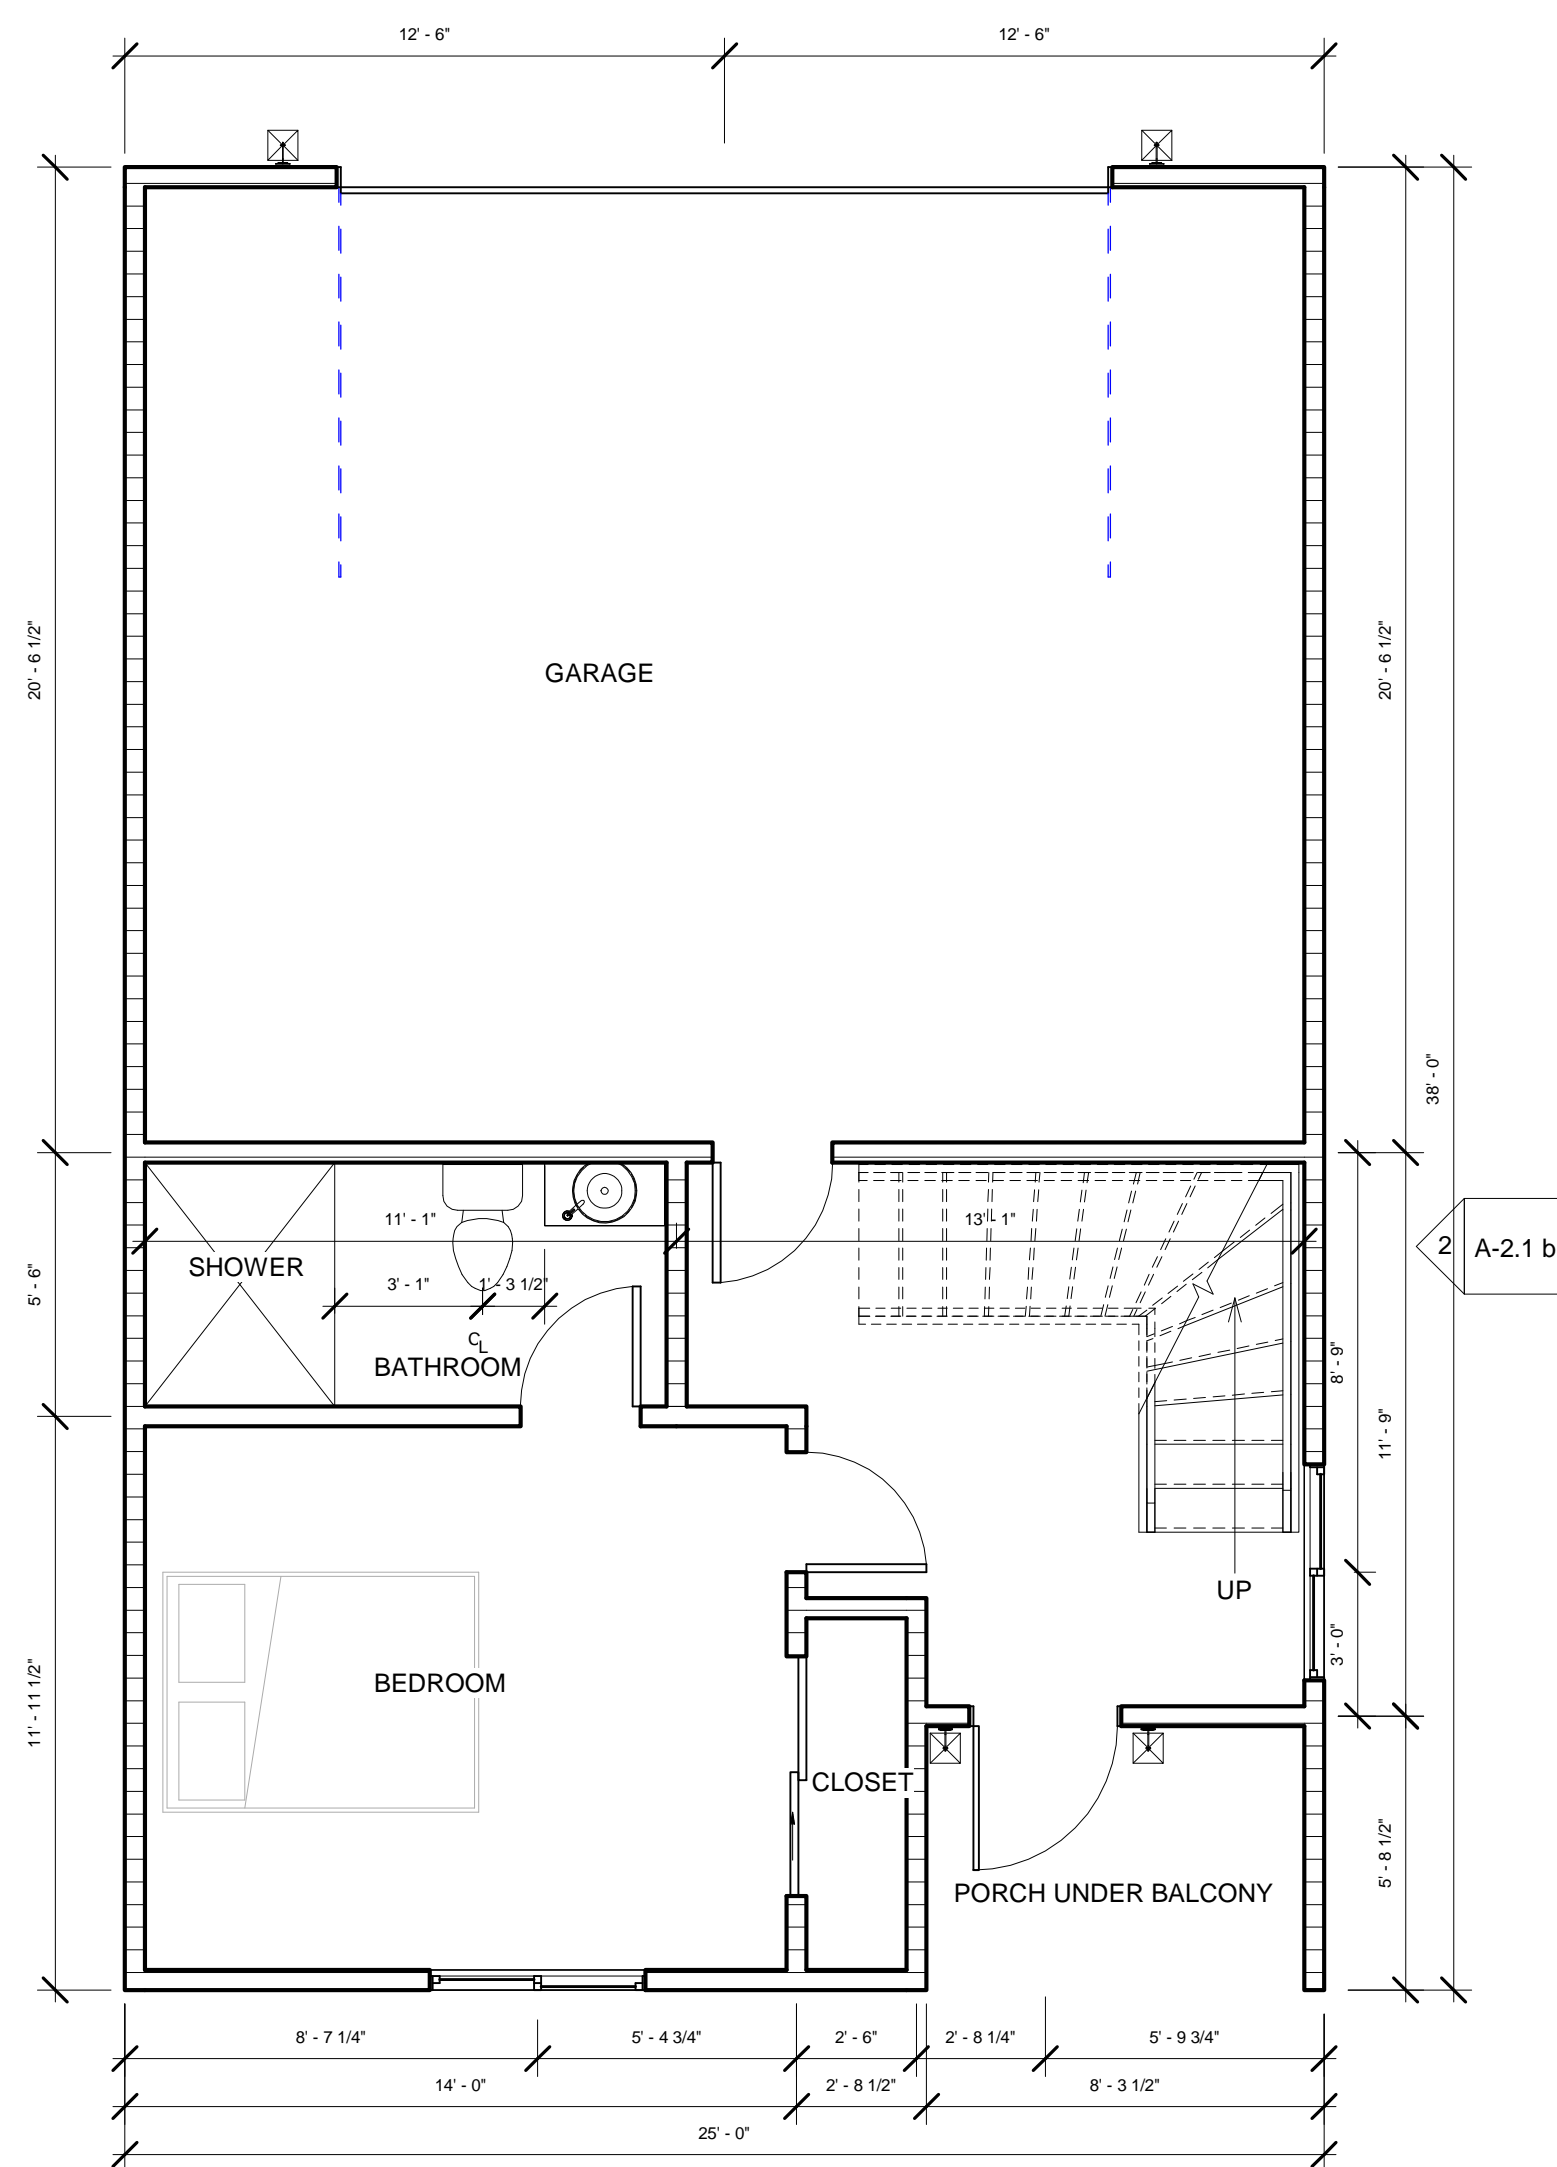 12' - 6"
12' - 6"
20' - 6 1/2"
20' - 6 1/2"
GARAGE
38' - 0"
11' - 1"
13' - 1"
2
A-2.1 b
SHOWER
5' - 6"
3' - 1"
1' - 3 1/2"
CL
BATHROOM
8' - 9"
11' - 9"
UP
3' - 0"
BEDROOM
11' - 11 1/2"
CLOSET
PORCH UNDER BALCONY
5' - 8 1/2"
8' - 7 1/4"
5' - 4 3/4"
2' - 6"
2' - 8 1/4"
5' - 9 3/4"
14' - 0"
2' - 8 1/2"
8' - 3 1/2"
25' - 0"